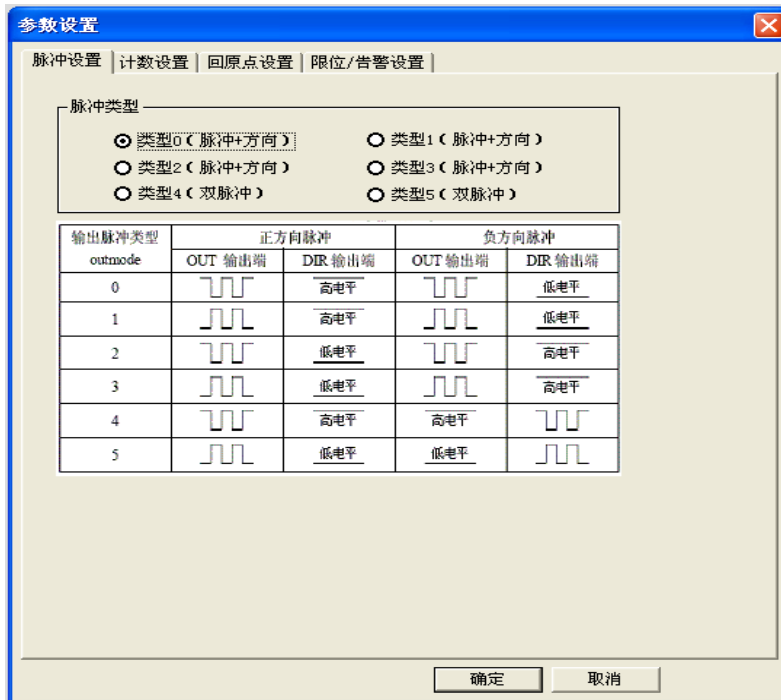 参数设置
脉冲设置 计数设置 回原点设置 限位/告警设置
脉冲类型
类型0(脉冲+方向) 类型1(脉冲+方向)
类型2(脉冲+方向) 类型3(脉冲+方向)
类型4(双脉冲) 类型5(双脉冲)
输出脉冲类型 正方向脉冲 负方向脉冲
outmode OUT 输出端 DIR 输出端 OUT 输出端 DIR 输出端
0 高电平 低电平
1 高电平 低电平
2 低电平 高电平
3 低电平 高电平
4 高电平 高电平
5 低电平 低电平
确定 取消